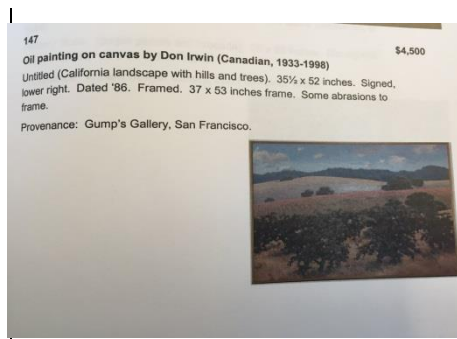 147
$4,500
Oil painting on canvas by Don Irwin (Canadian, 1933-1998)
Untitled (California landscape with hills and trees). 35½ x 52 inches. Signed,
lower right. Dated '86. Framed. 37 x 53 inches frame. Some abrasions to
frame.
Provenance: Gump's Gallery, San Francisco.